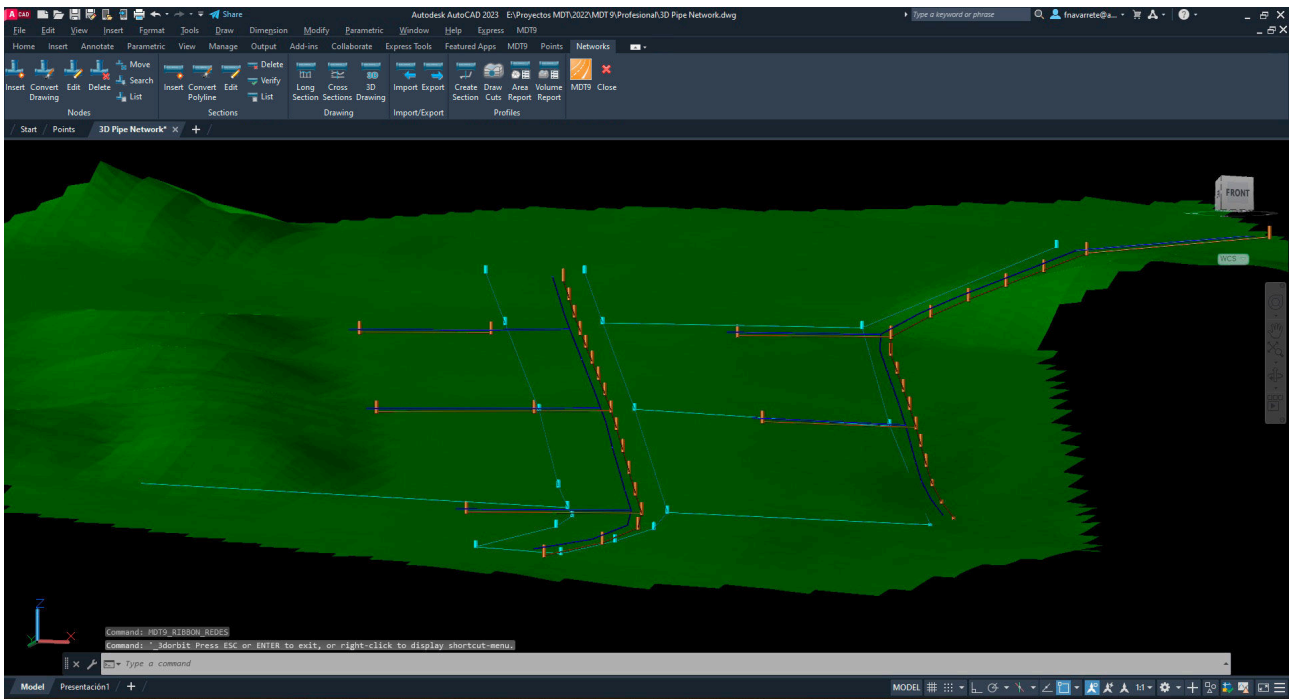 A CAD Share Autodesk AutoCAD 2023 E:\Proyectos MDT\2022\MDT 9\Profesional\3D Pipe Network.dwg Type a keyword or phrase fnavarrete@a...
File Edit View Insert Format Tools Draw Dimension Modify Parametric Window Help Express MDT9
Home Insert Annotate Parametric View Manage Output Add-ins Collaborate Express Tools Featured Apps MDT9 Points Networks
Insert Convert Drawing Edit Delete Move Search List
Insert Convert Polyline Edit Delete Verify List
Long Section Cross Sections 3D Drawing
Import Export
Create Section Draw Cuts Area Report Volume Report
MDT9 Close
Nodes Sections Drawing Import/Export Profiles
Start Points 3D Pipe Network* × +
FRONT
WCS
Z
X
Y
Command: MDT9_RIBBON_REDES
Command: '_3dorbit Press ESC or ENTER to exit, or right-click to display shortcut-menu.
Type a command
Model Presentación1 + MODEL 1:1